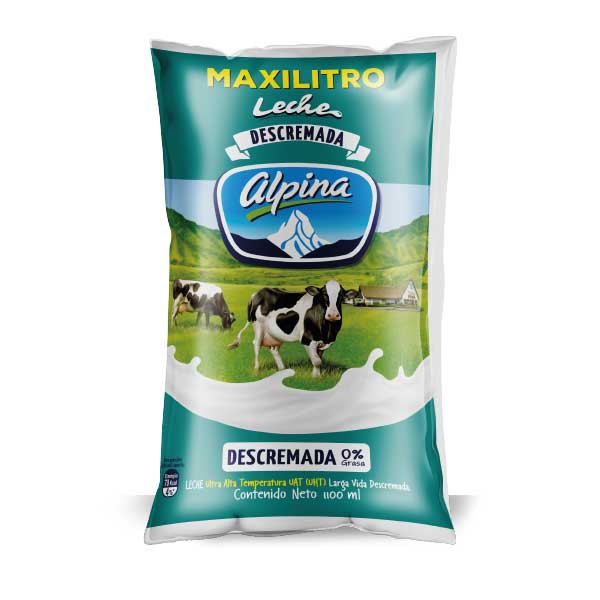 MAXILITRO
Leche
DESCREMADA
alpina
DESCREMADA 0%
Grasa
LECHE Ultra Alta Temperatura UAT (UHT) Larga Vida Descremada
Contenido Neto 1100 ml